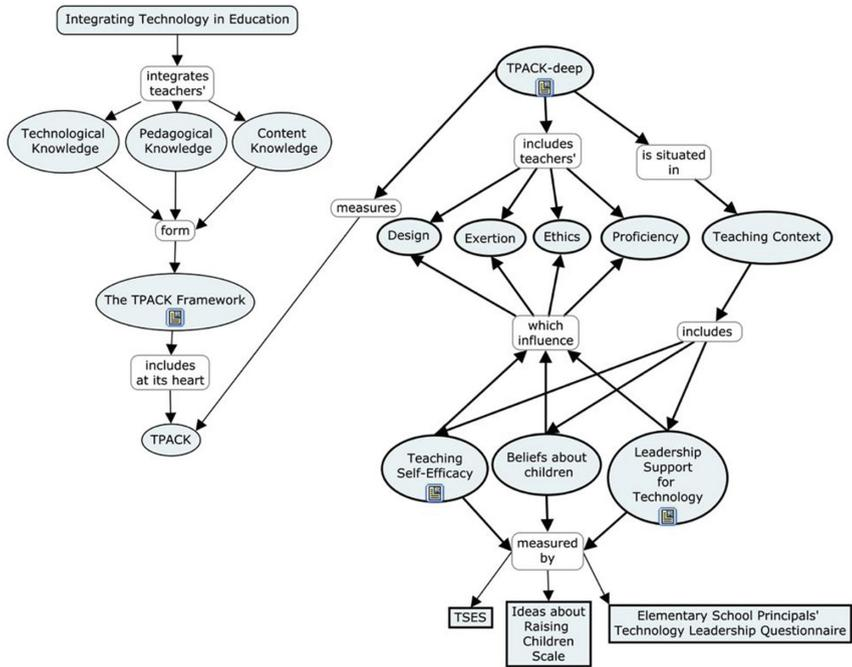 Integrating Technology in Education
integrates
teachers'
Technological
Knowledge
Pedagogical
Knowledge
Content
Knowledge
form
The TPACK Framework
includes
at its heart
TPACK
TPACK-deep
measures
includes
teachers'
is situated
in
Design
Exertion
Ethics
Proficiency
Teaching Context
which
influence
includes
Teaching
Self-Efficacy
Beliefs about
children
Leadership
Support
for
Technology
measured
by
TSES
Ideas about
Raising
Children
Scale
Elementary School Principals'
Technology Leadership Questionnaire